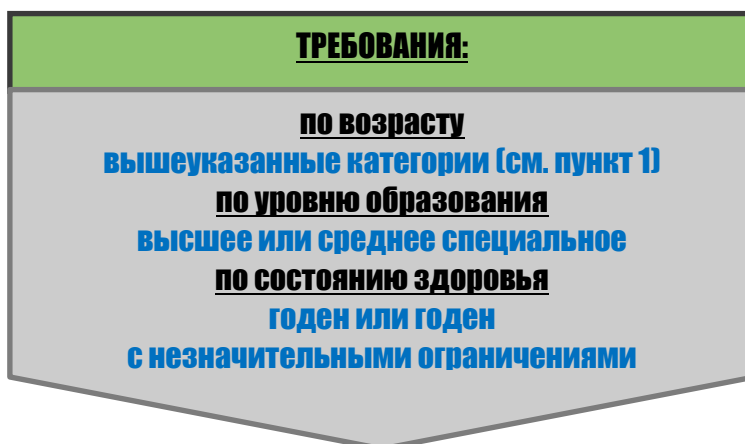 ТРЕБОВАНИЯ:
по возрасту
вышеуказанные категории (см. пункт 1)
по уровню образования
высшее или среднее специальное
по состоянию здоровья
годен или годен
с незначительными ограничениями